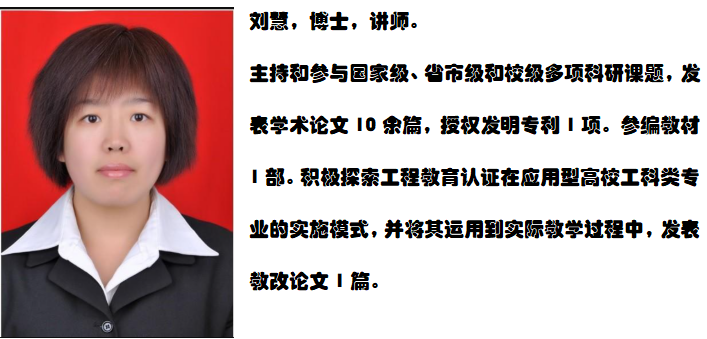 刘慧，博士，讲师。
主持和参与国家级、省市级和校级多项科研课题，发
表学术论文 10 余篇，授权发明专利 1 项。参编教材
1 部。积极探索工程教育认证在应用型高校工科类专
业的实施模式，并将其运用到实际教学过程中，发表
教改论文 1 篇。